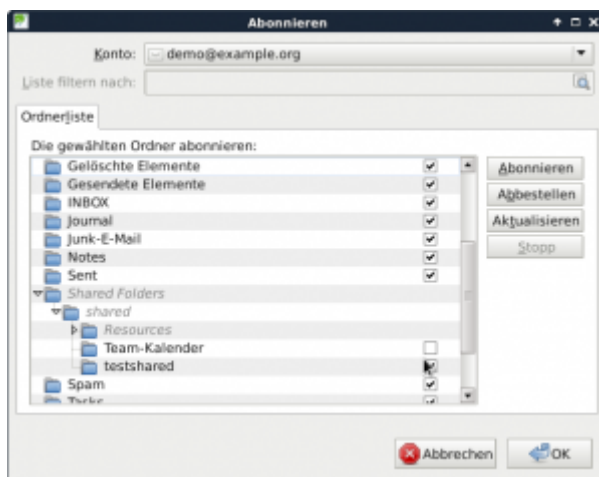 Abonnieren
Konto: demo@example.org
Liste filtern nach:
Ordnerliste
Die gewählten Ordner abonnieren:
Gelöschte Elemente
Gesendete Elemente
INBOX
Journal
Junk-E-Mail
Notes
Sent
Shared Folders
shared
Resources
Team-Kalender
testshared
Spam
Tasks
Abonnieren
Abbestellen
Aktualisieren
Stopp
Abbrechen
OK